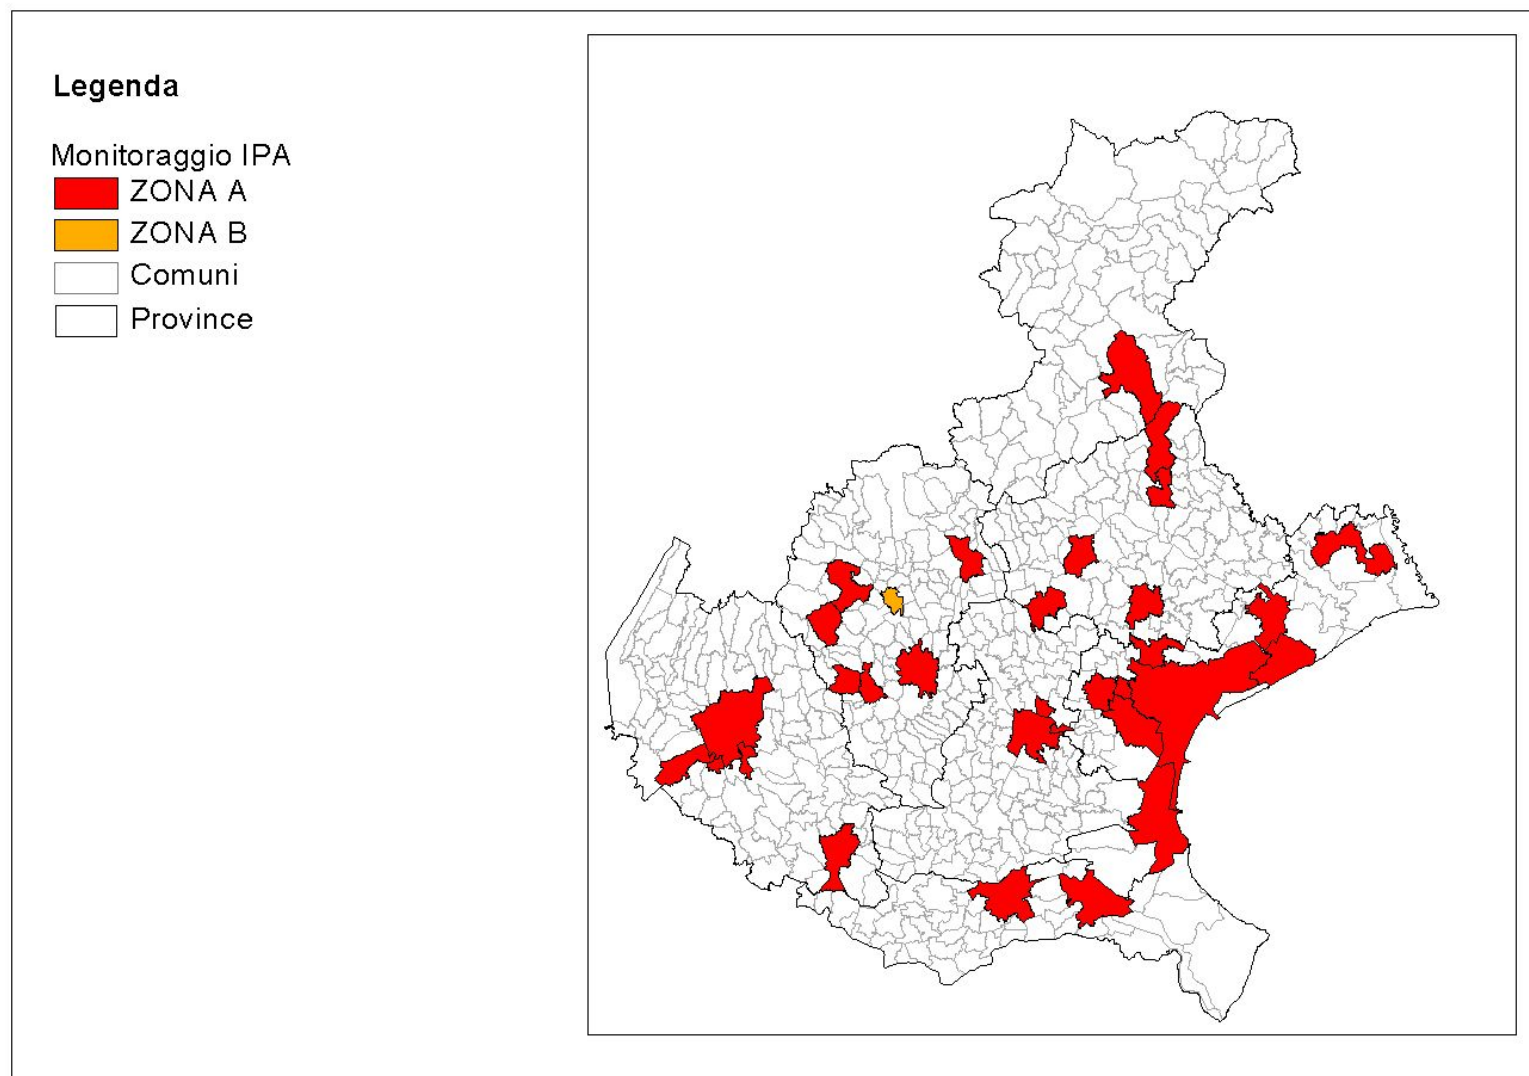 Legenda
Monitoraggio IPA
ZONA A
ZONA B
Comuni
Province